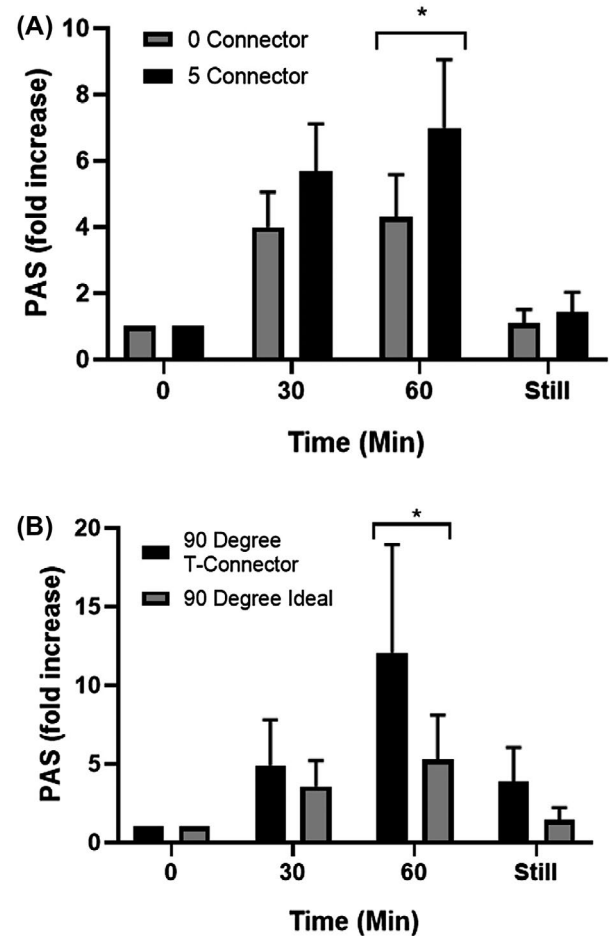 (A)
0 Connector
5 Connector
*
PAS (fold increase)
10
8
6
4
2
0
0 30 60 Still
Time (Min)
(B)
90 Degree
T-Connector
90 Degree Ideal
*
PAS (fold increase)
20
15
10
5
0
0 30 60 Still
Time (Min)